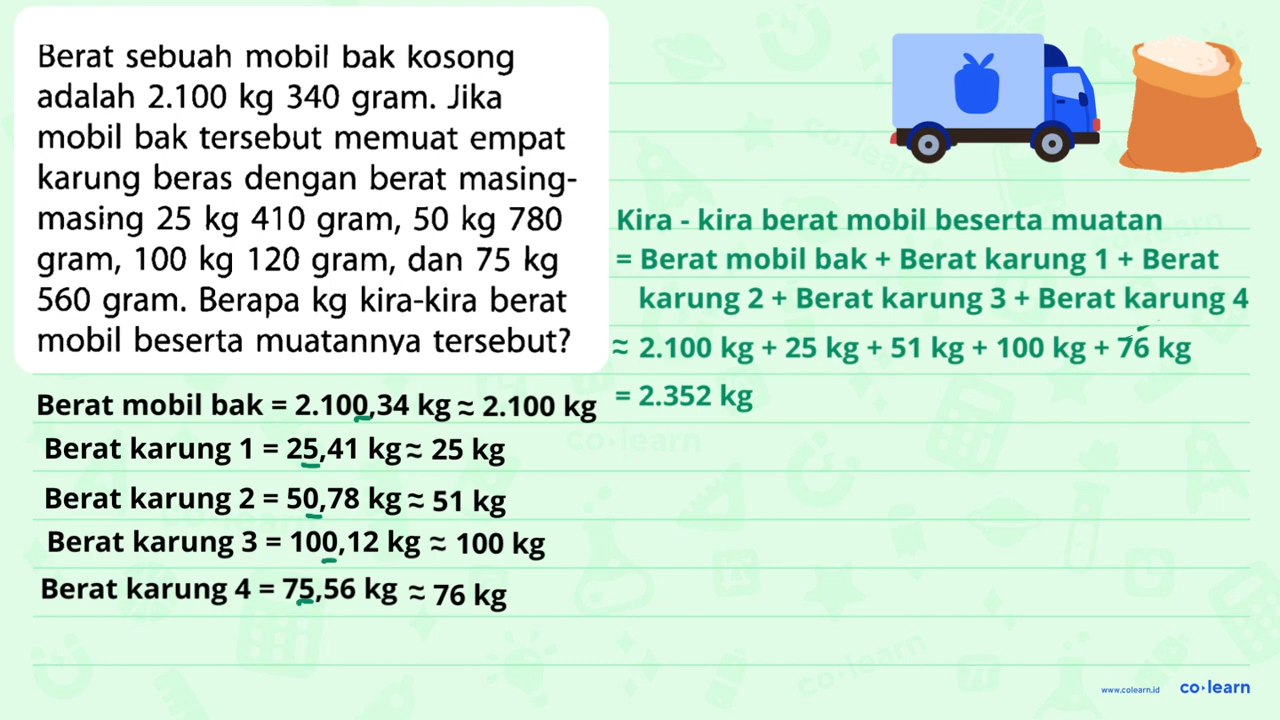 Berat sebuah mobil bak kosong
adalah 2.100 kg 340 gram. Jika
mobil bak tersebut memuat empat
karung beras dengan berat masing-
masing 25 kg 410 gram, 50 kg 780
gram, 100 kg 120 gram, dan 75 kg
560 gram. Berapa kg kira-kira berat
mobil beserta muatannya tersebut?
Berat mobil bak = 2.100,34 kg ≈ 2.100 kg
Berat karung 1 = 25,41 kg ≈ 25 kg
Berat karung 2 = 50,78 kg ≈ 51 kg
Berat karung 3 = 100,12 kg ≈ 100 kg
Berat karung 4 = 75,56 kg ≈ 76 kg
Kira - kira berat mobil beserta muatan
= Berat mobil bak + Berat karung 1 + Berat
karung 2 + Berat karung 3 + Berat karung 4
≈ 2.100 kg + 25 kg + 51 kg + 100 kg + 76 kg
= 2.352 kg
co·learn
www.colearn.id co·learn